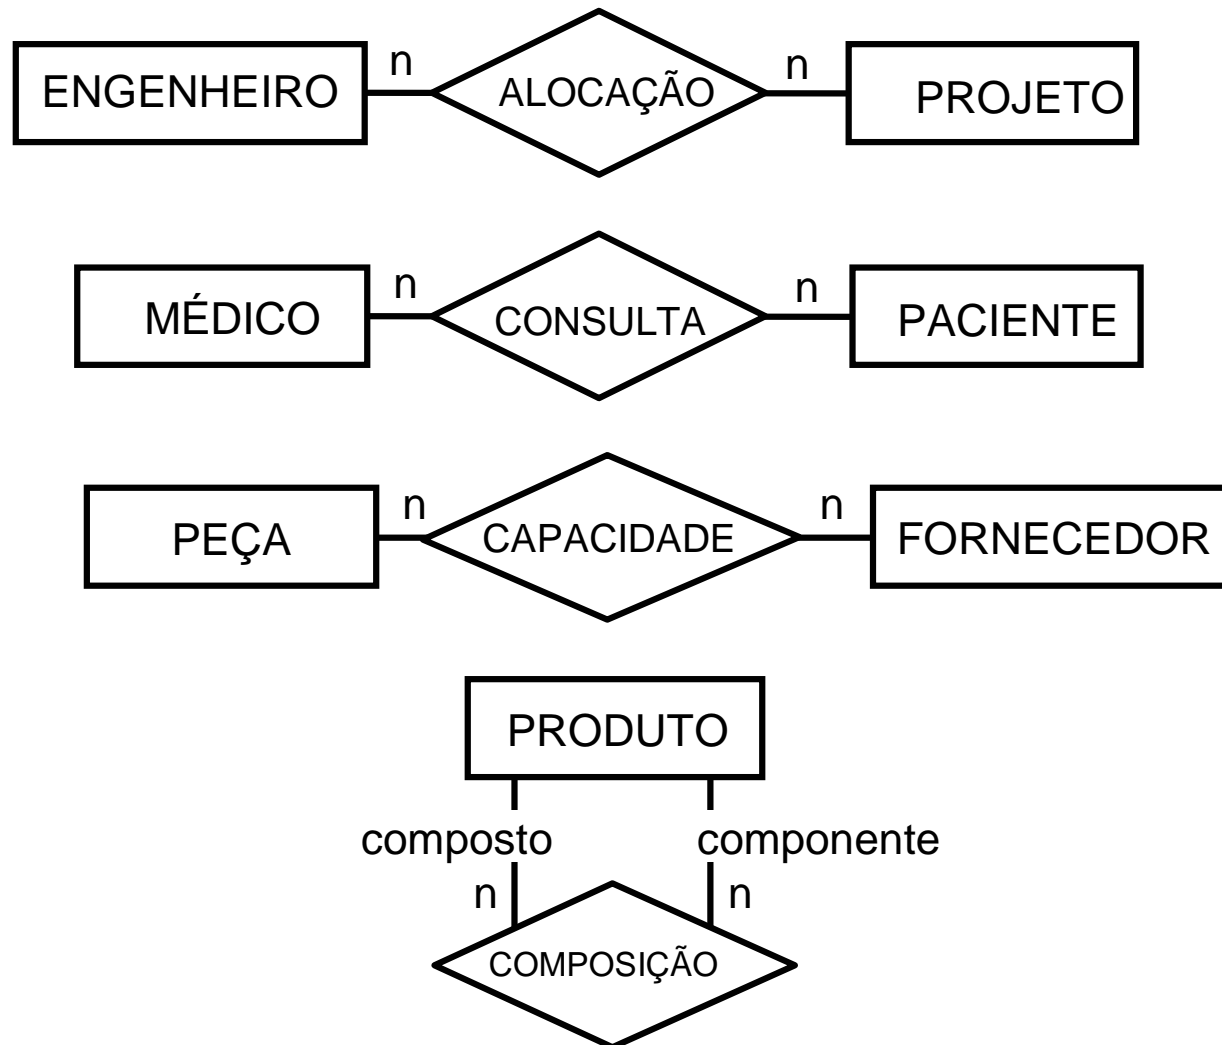 ENGENHEIRO n ALOCAÇÃO n PROJETO
MÉDICO n CONSULTA n PACIENTE
PEÇA n CAPACIDADE n FORNECEDOR
PRODUTO
composto componente
n n
COMPOSIÇÃO